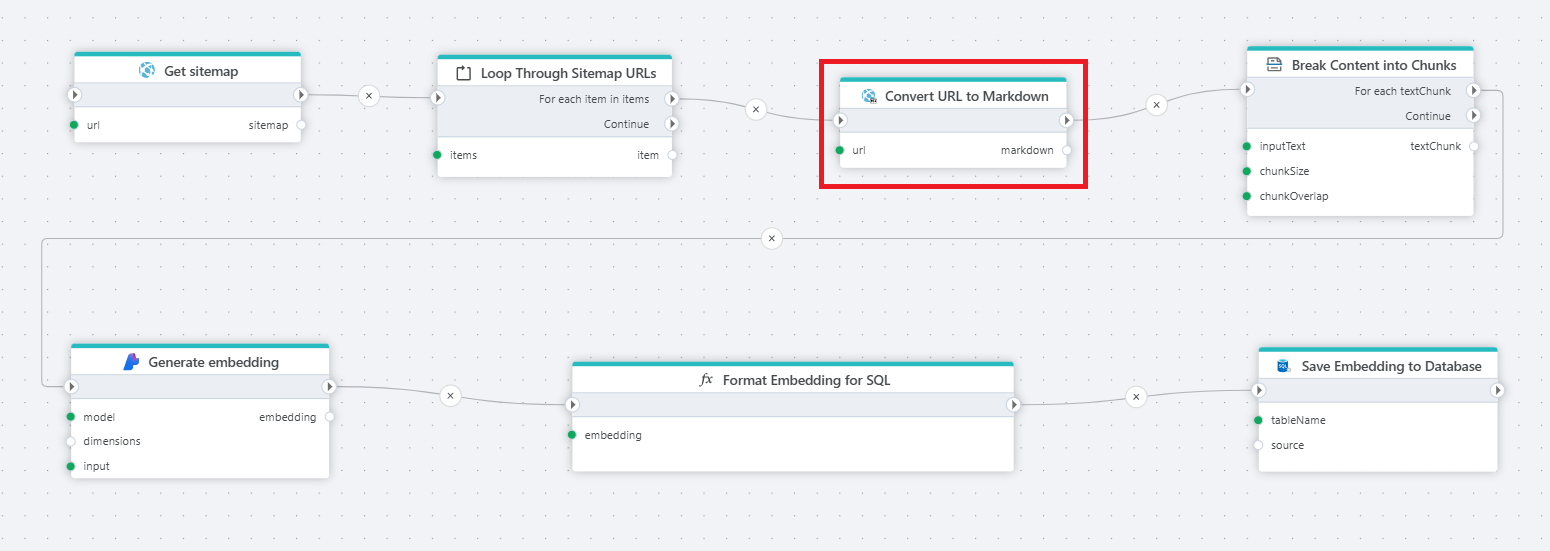 Get sitemap
url
sitemap
Loop Through Sitemap URLs
For each item in items
Continue
items
item
Convert URL to Markdown
url
markdown
Break Content into Chunks
For each textChunk
Continue
inputText
textChunk
chunkSize
chunkOverlap
Generate embedding
model
embedding
dimensions
input
fx Format Embedding for SQL
embedding
SQL
Save Embedding to Database
tableName
source